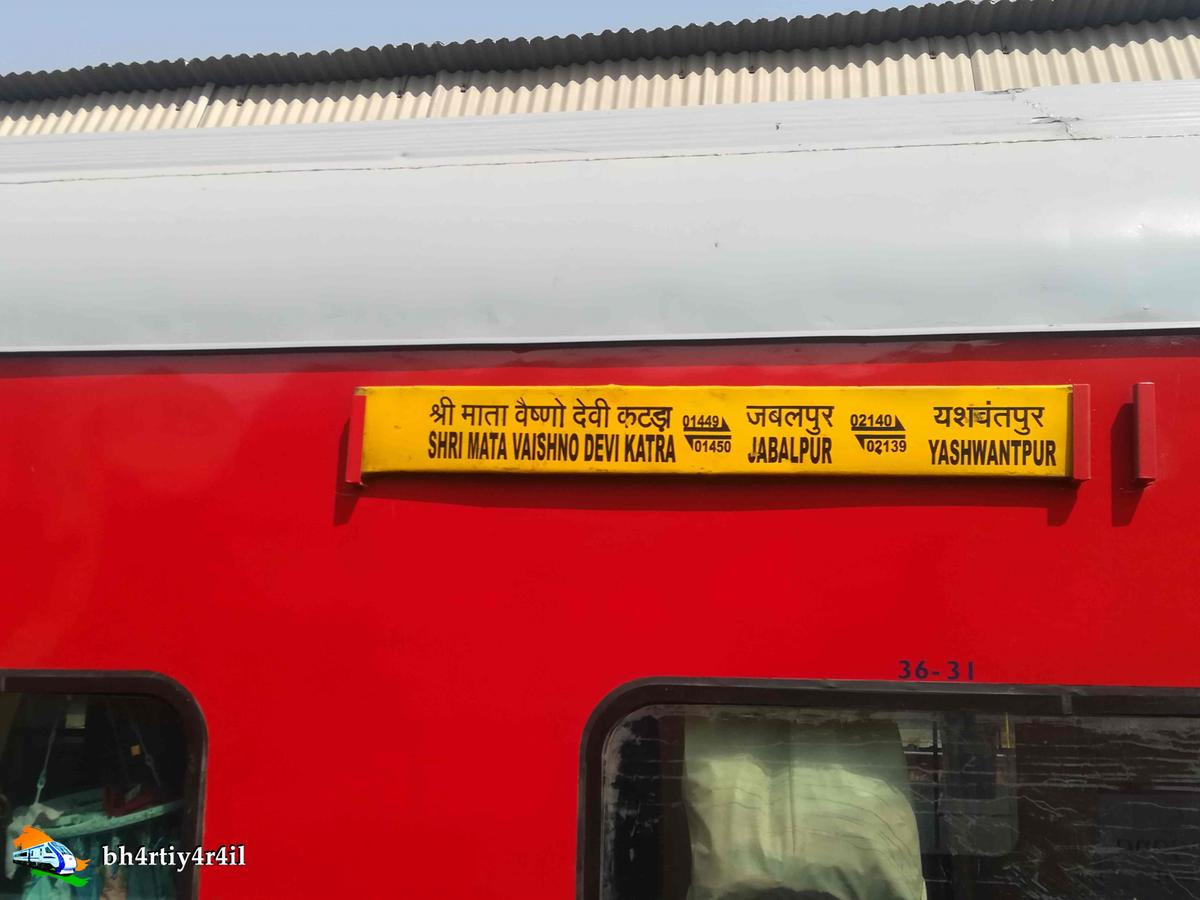 श्री माता वैष्णो देवी कटड़ा 01449 जबलपुर 02140 यशवंतपुर
SHRI MATA VAISHNO DEVI KATRA 01450 JABALPUR 02139 YASHWANTPUR
36-31
bh4rtiy4r4il